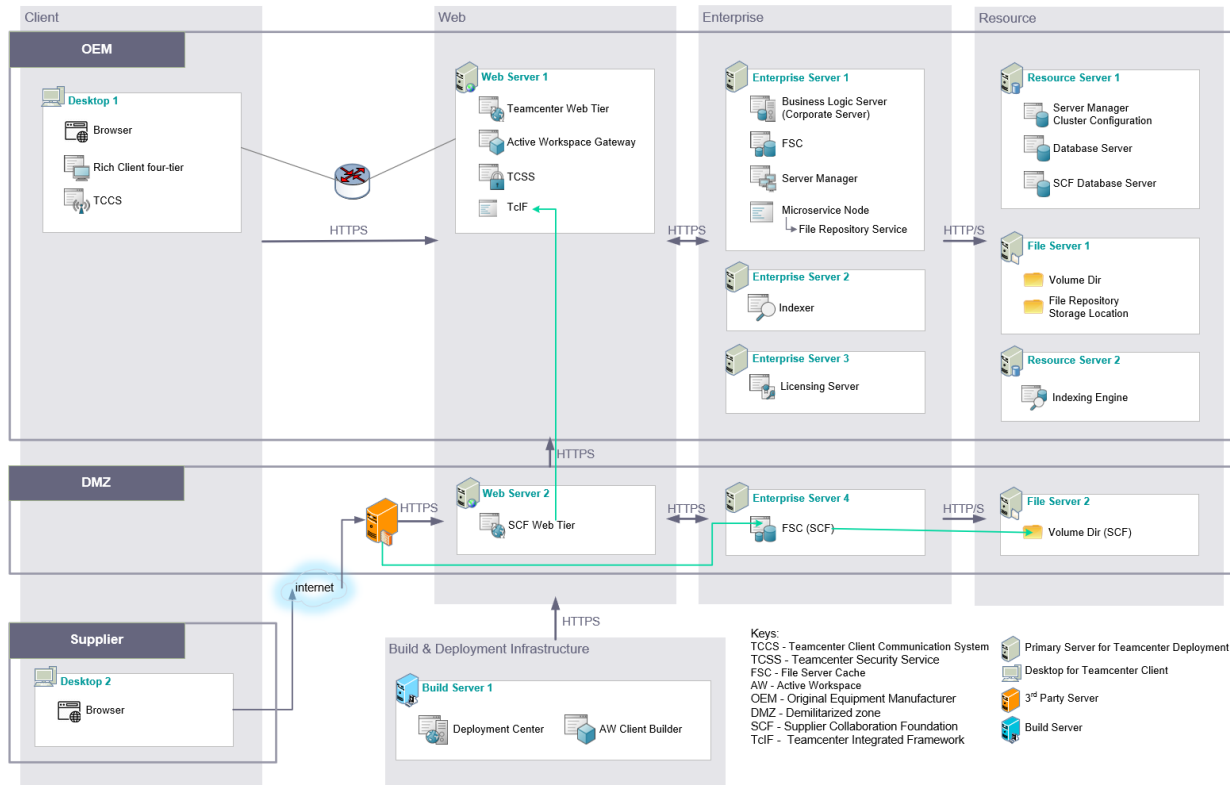 Client
Web
Enterprise
Resource
OEM
Desktop 1
Browser
Rich Client four-tier
TCCS
HTTPS
Web Server 1
Teamcenter Web Tier
Active Workspace Gateway
TCSS
TcIF
HTTPS
Enterprise Server 1
Business Logic Server
(Corporate Server)
FSC
Server Manager
Microservice Node
File Repository Service
Enterprise Server 2
Indexer
Enterprise Server 3
Licensing Server
HTTP/S
Resource Server 1
Server Manager
Cluster Configuration
Database Server
SCF Database Server
File Server 1
Volume Dir
File Repository
Storage Location
Resource Server 2
Indexing Engine
HTTPS
DMZ
HTTPS
Web Server 2
SCF Web Tier
HTTPS
Enterprise Server 4
FSC (SCF)
HTTP/S
File Server 2
Volume Dir (SCF)
internet
HTTPS
Supplier
Desktop 2
Browser
Build & Deployment Infrastructure
Build Server 1
Deployment Center
AW Client Builder
Keys:
TCCS - Teamcenter Client Communication System
TCSS - Teamcenter Security Service
FSC - File Server Cache
AW - Active Workspace
OEM - Original Equipment Manufacturer
DMZ - Demilitarized zone
SCF - Supplier Collaboration Foundation
TcIF - Teamcenter Integrated Framework
Primary Server for Teamcenter Deployment
Desktop for Teamcenter Client
3rd Party Server
Build Server